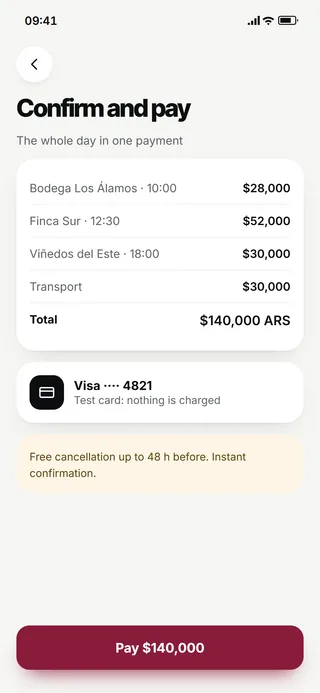 09:41
Confirm and pay
The whole day in one payment
Bodega Los Álamos · 10:00 $28,000
Finca Sur · 12:30 $52,000
Viñedos del Este · 18:00 $30,000
Transport $30,000
Total $140,000 ARS
Visa ···· 4821
Test card: nothing is charged
Free cancellation up to 48 h before. Instant
confirmation.
Pay $140,000